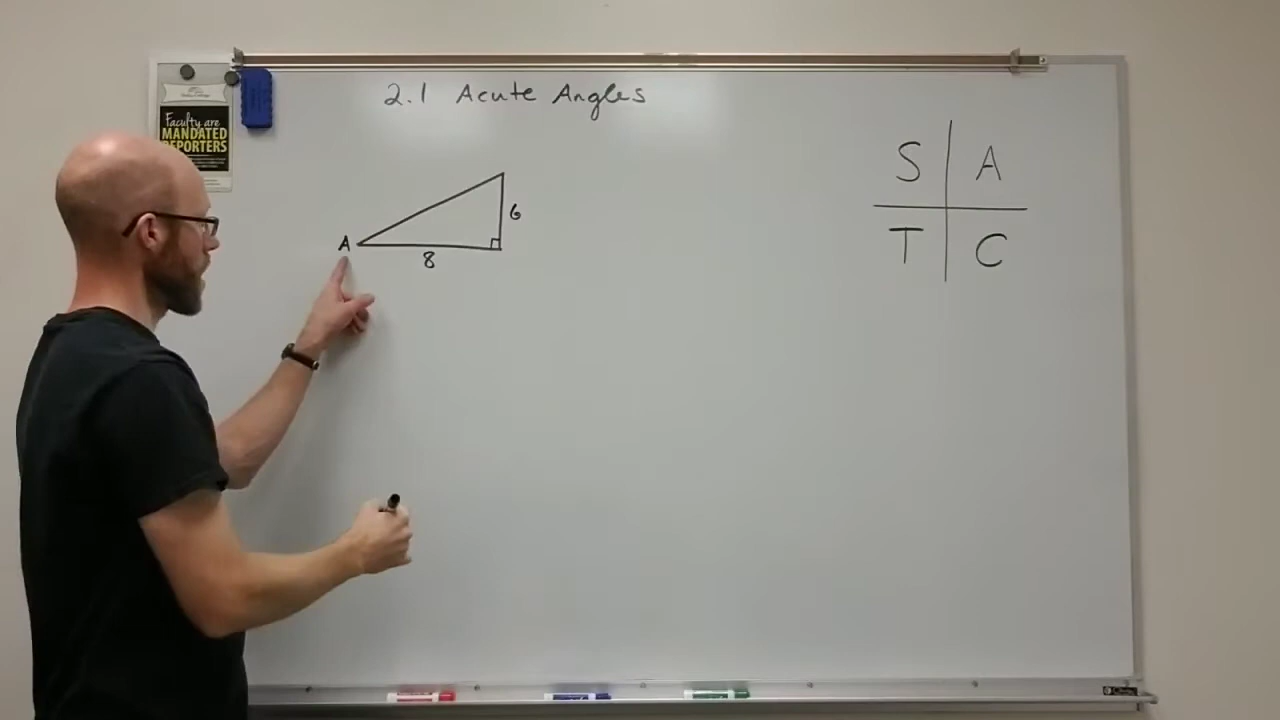 2.1 Acute Angles
Faculty are
MANDATED
REPORTERS
S A
T C
6
A
8